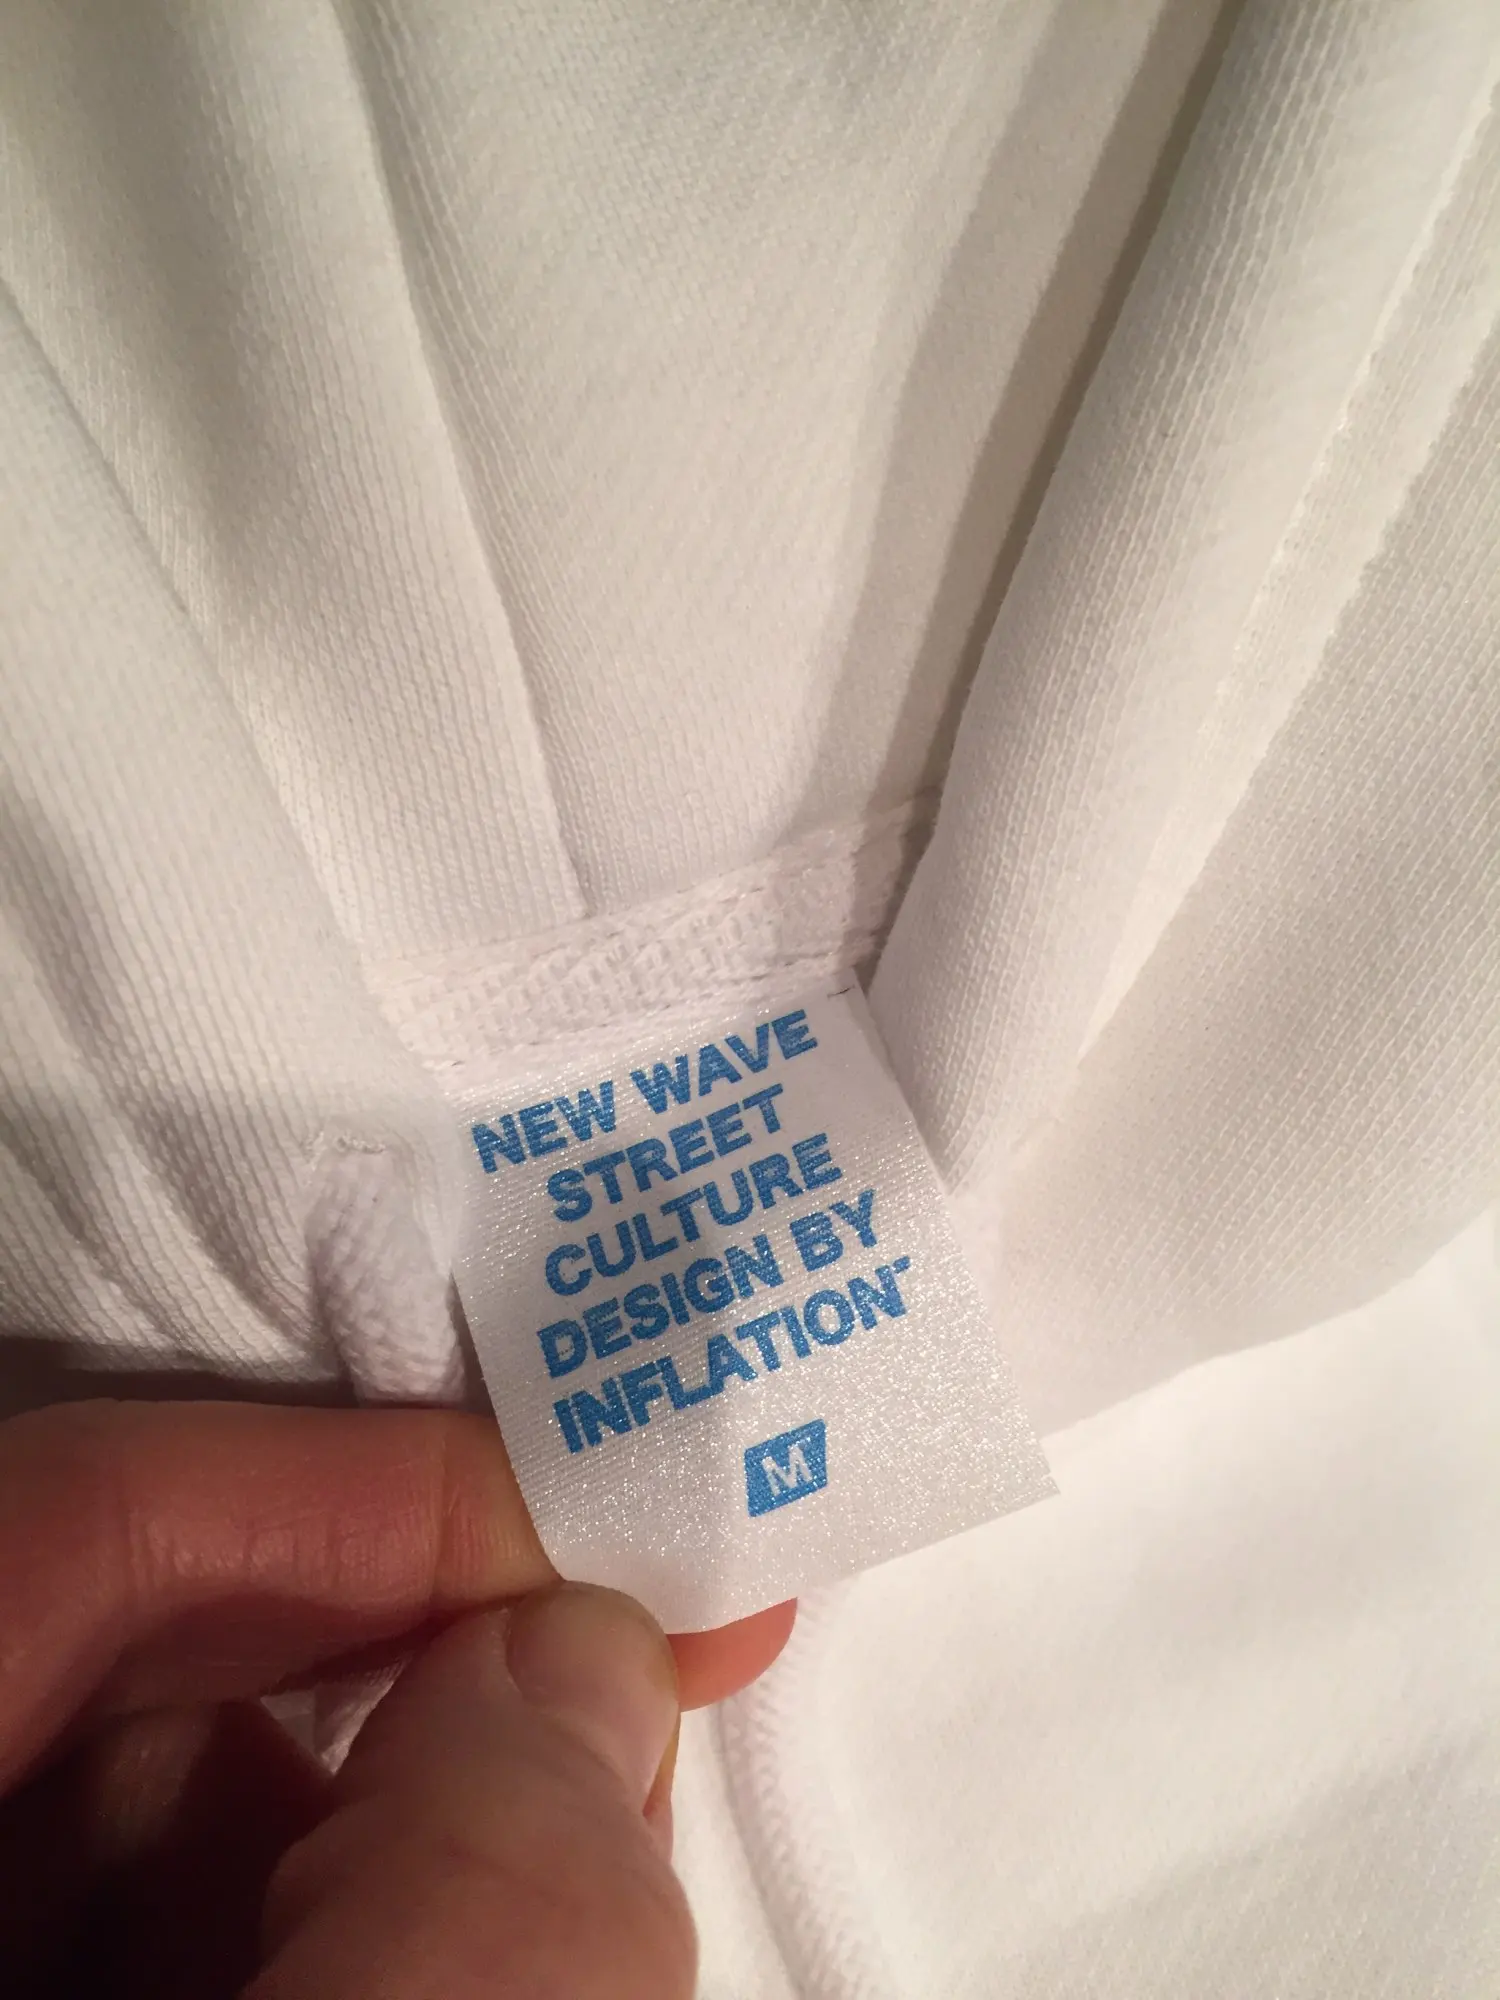 NEW WAVE
STREET
CULTURE
DESIGN BY
INFLATION
M